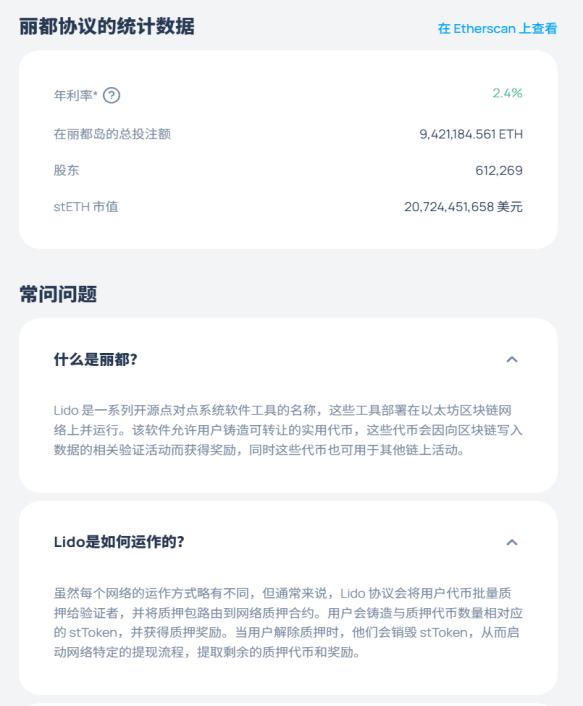 丽都协议的统计数据
在 Etherscan 上查看
年利率* ?
2.4%
在丽都岛的总投注额
9,421,184.561 ETH
股东
612,269
stETH 市值
20,724,451,658 美元
常问问题
什么是丽都?
Lido 是一系列开源点对点系统软件工具的名称，这些工具部署在以太坊区块链网
络上并运行。该软件允许用户铸造可转让的实用代币，这些代币会因向区块链写入
数据的相关验证活动而获得奖励，同时这些代币也可用于其他链上活动。
Lido是如何运作的?
虽然每个网络的运作方式略有不同，但通常来说，Lido 协议会将用户代币批量质
押给验证者，并将质押包路由到网络质押合约。用户会铸造与质押代币数量相对应
的 stToken，并获得质押奖励。当用户解除质押时，他们会销毁 stToken，从而启
动网络特定的提现流程，提取剩余的质押代币和奖励。